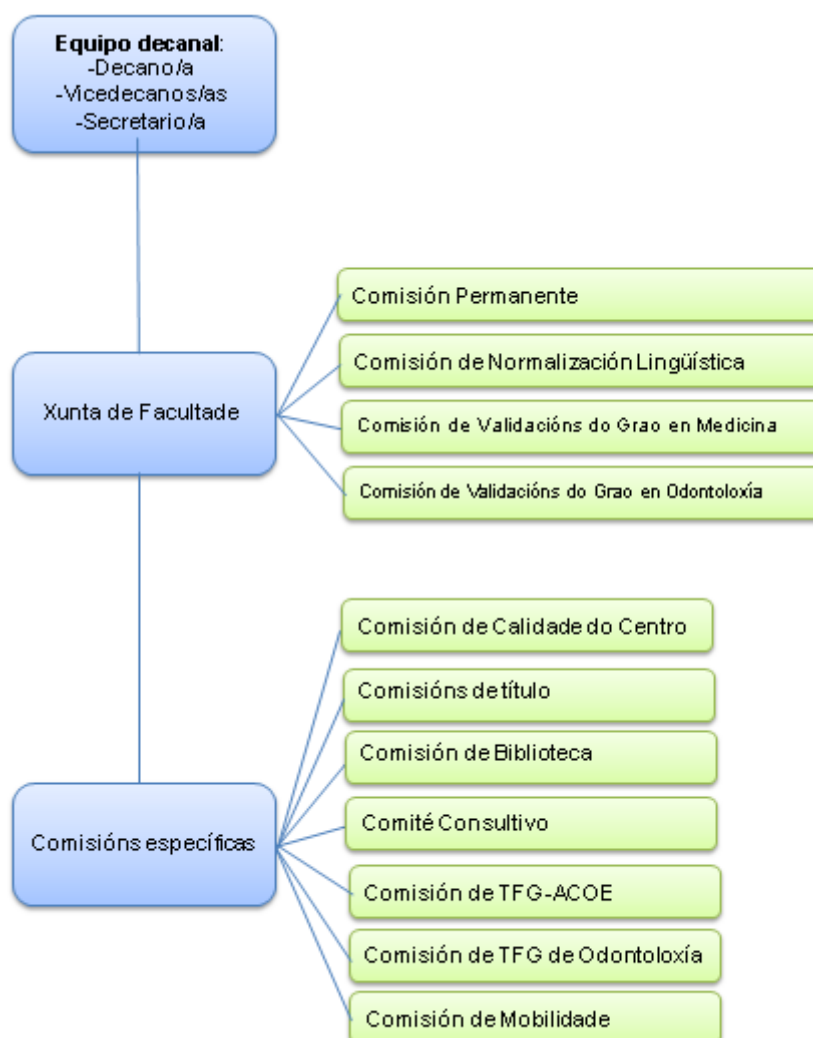 Equipo decanal:
-Decano/a
-Vicedecanos/as
-Secretario/a
Comisión Permanente
Comisión de Normalización Lingüística
Xunta de Facultade
Comisión de Validacións do Grao en Medicina
Comisión de Validacións do Grao en Odontoloxía
Comisión de Calidade do Centro
Comisións de título
Comisión de Biblioteca
Comité Consultivo
Comisións específicas
Comisión de TFG-ACOE
Comisión de TFG de Odontoloxía
Comisión de Mobilidade